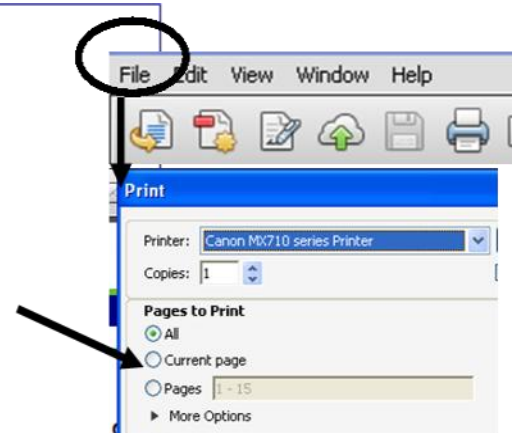 File Edit View Window Help
Print
Printer: Canon MX710 series Printer
Copies: 1
Pages to Print
All
Current page
Pages 1 - 15
More Options